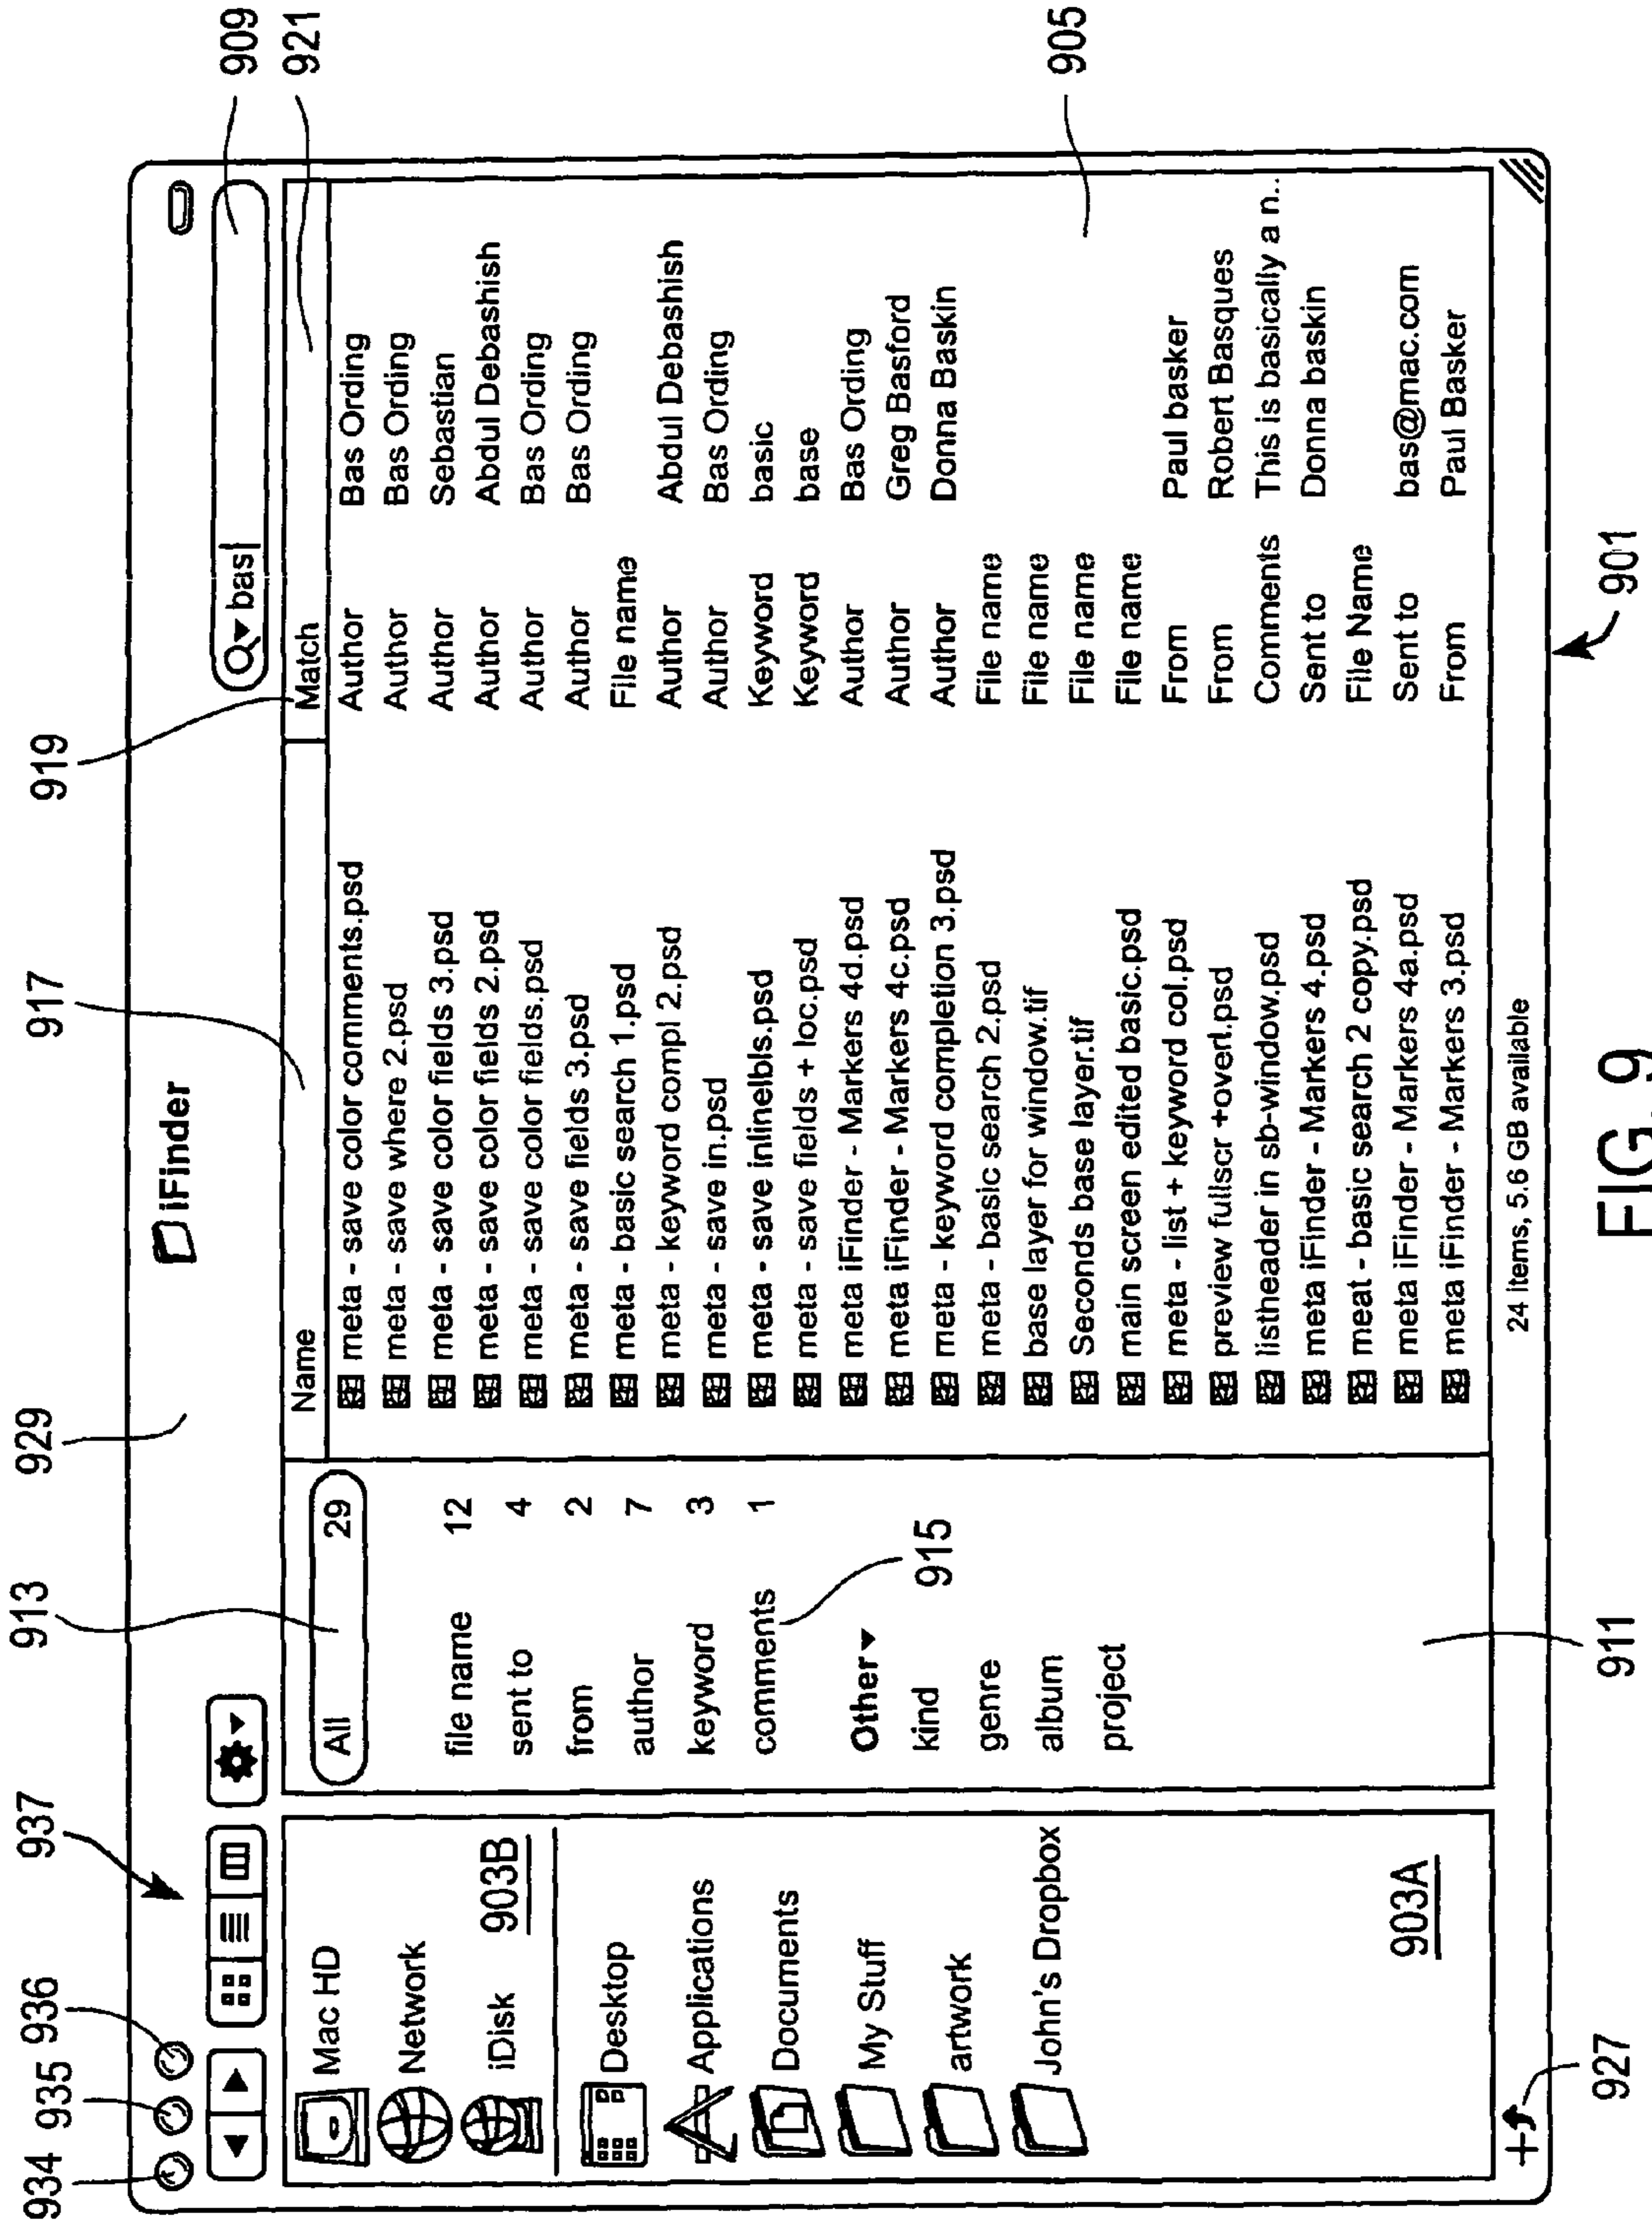 934 935 936 937 913 929 917 919
iFinder
909
bas
921
Mac HD
Network
iDisk
903B
Desktop
Applications
Documents
My Stuff
artwork
John's Dropbox
903A
All 29
file name 12
sent to 4
from 2
author 7
keyword 3
comments 1
915
Other
kind
genre
album
project
Name Match
meta - save color comments.psd Author Bas Ording
meta - save where 2.psd Author Bas Ording
meta - save color fields 3.psd Author Sebastian
meta - save color fields 2.psd Author Abdul Debashish
meta - save color fields.psd Author Bas Ording
meta - save fields 3.psd Author Bas Ording
meta - basic search 1.psd File name
meta - keyword compl 2.psd Author Abdul Debashish
meta - save in.psd Author Bas Ording
meta - save inlinelbls.psd Keyword basic
meta - save fields + loc.psd Keyword base
meta iFinder - Markers 4d.psd Author Bas Ording
meta iFinder - Markers 4c.psd Author Greg Basford
meta - keyword completion 3.psd Author Donna Baskin
meta - basic search 2.psd File name
base layer for window.tif File name
Seconds base layer.tif File name
main screen edited basic.psd File name
meta - list + keyword col.psd From Paul basker
preview fullscr +overl.psd From Robert Basques
listheader in sb-window.psd Comments This is basically a n..
meta iFinder - Markers 4.psd Sent to Donna baskin
meat - basic search 2 copy.psd File Name
meta iFinder - Markers 4a.psd Sent to bas@mac.com
meta iFinder - Markers 3.psd From Paul Basker
905
24 items, 5.6 GB available
927 911 901
FIG. 9